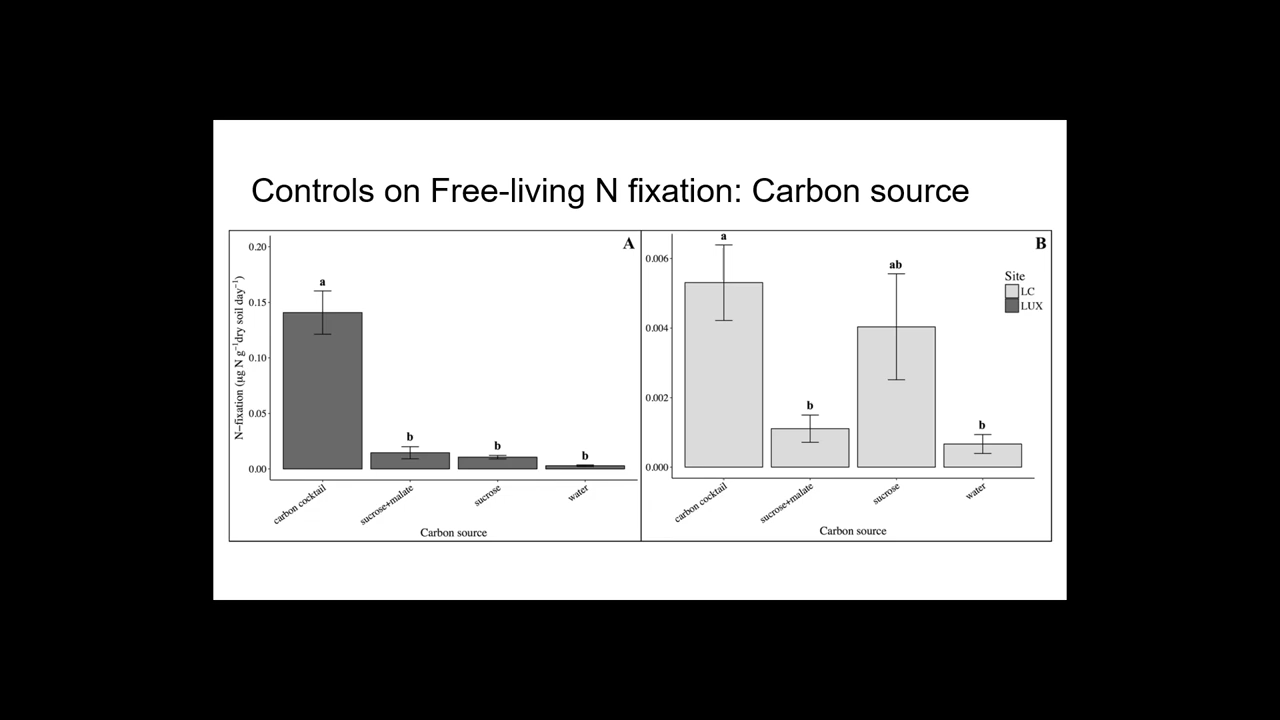 Controls on Free-living N fixation: Carbon source
A
N−fixation (μg N g⁻¹dry soil day⁻¹)
0.20
0.15
0.10
0.05
0.00
a
b
b
b
carbon cocktail
sucrose+malate
sucrose
water
Carbon source
B
0.006
0.004
0.002
0.000
a
b
ab
b
Site
LC
LUX
carbon cocktail
sucrose+malate
sucrose
water
Carbon source